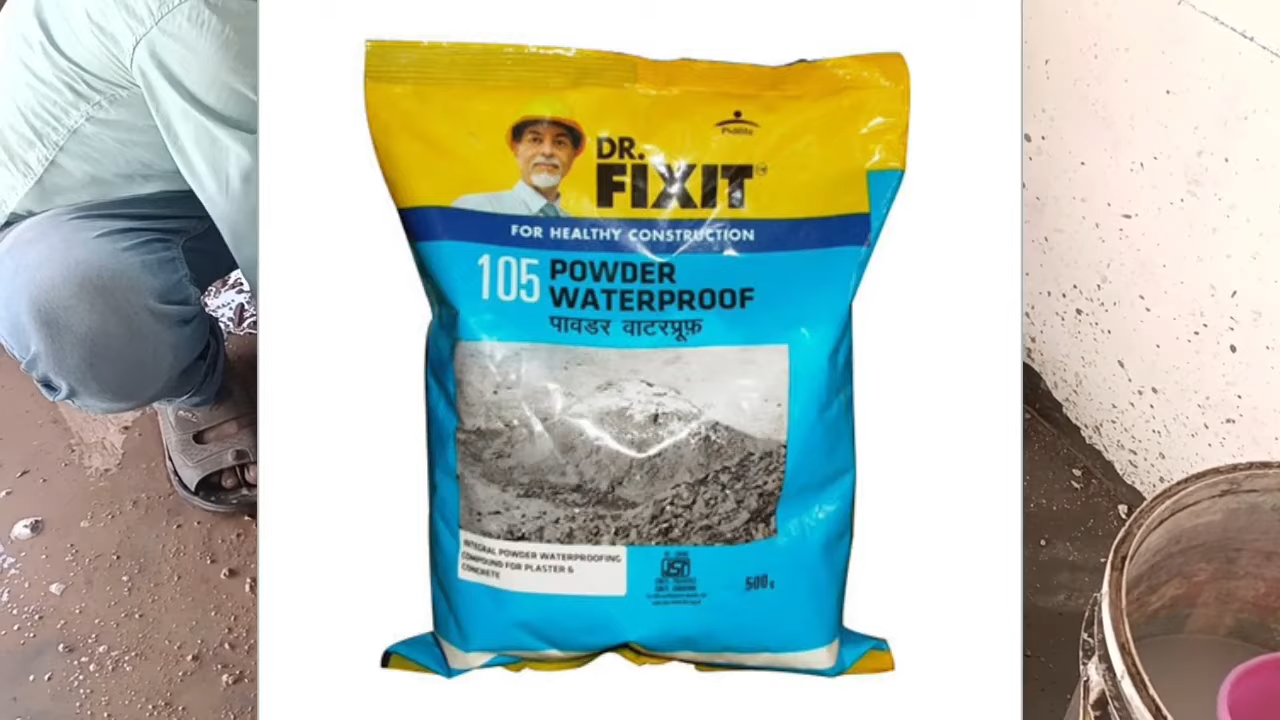 Pidilite
DR.
FIXIT
FOR HEALTHY CONSTRUCTION
105 POWDER
WATERPROOF
पावडर वाटरप्रूफ़
INTEGRAL POWDER WATERPROOFING
COMPOUND FOR PLASTER &
CONCRETE
ISI
500g